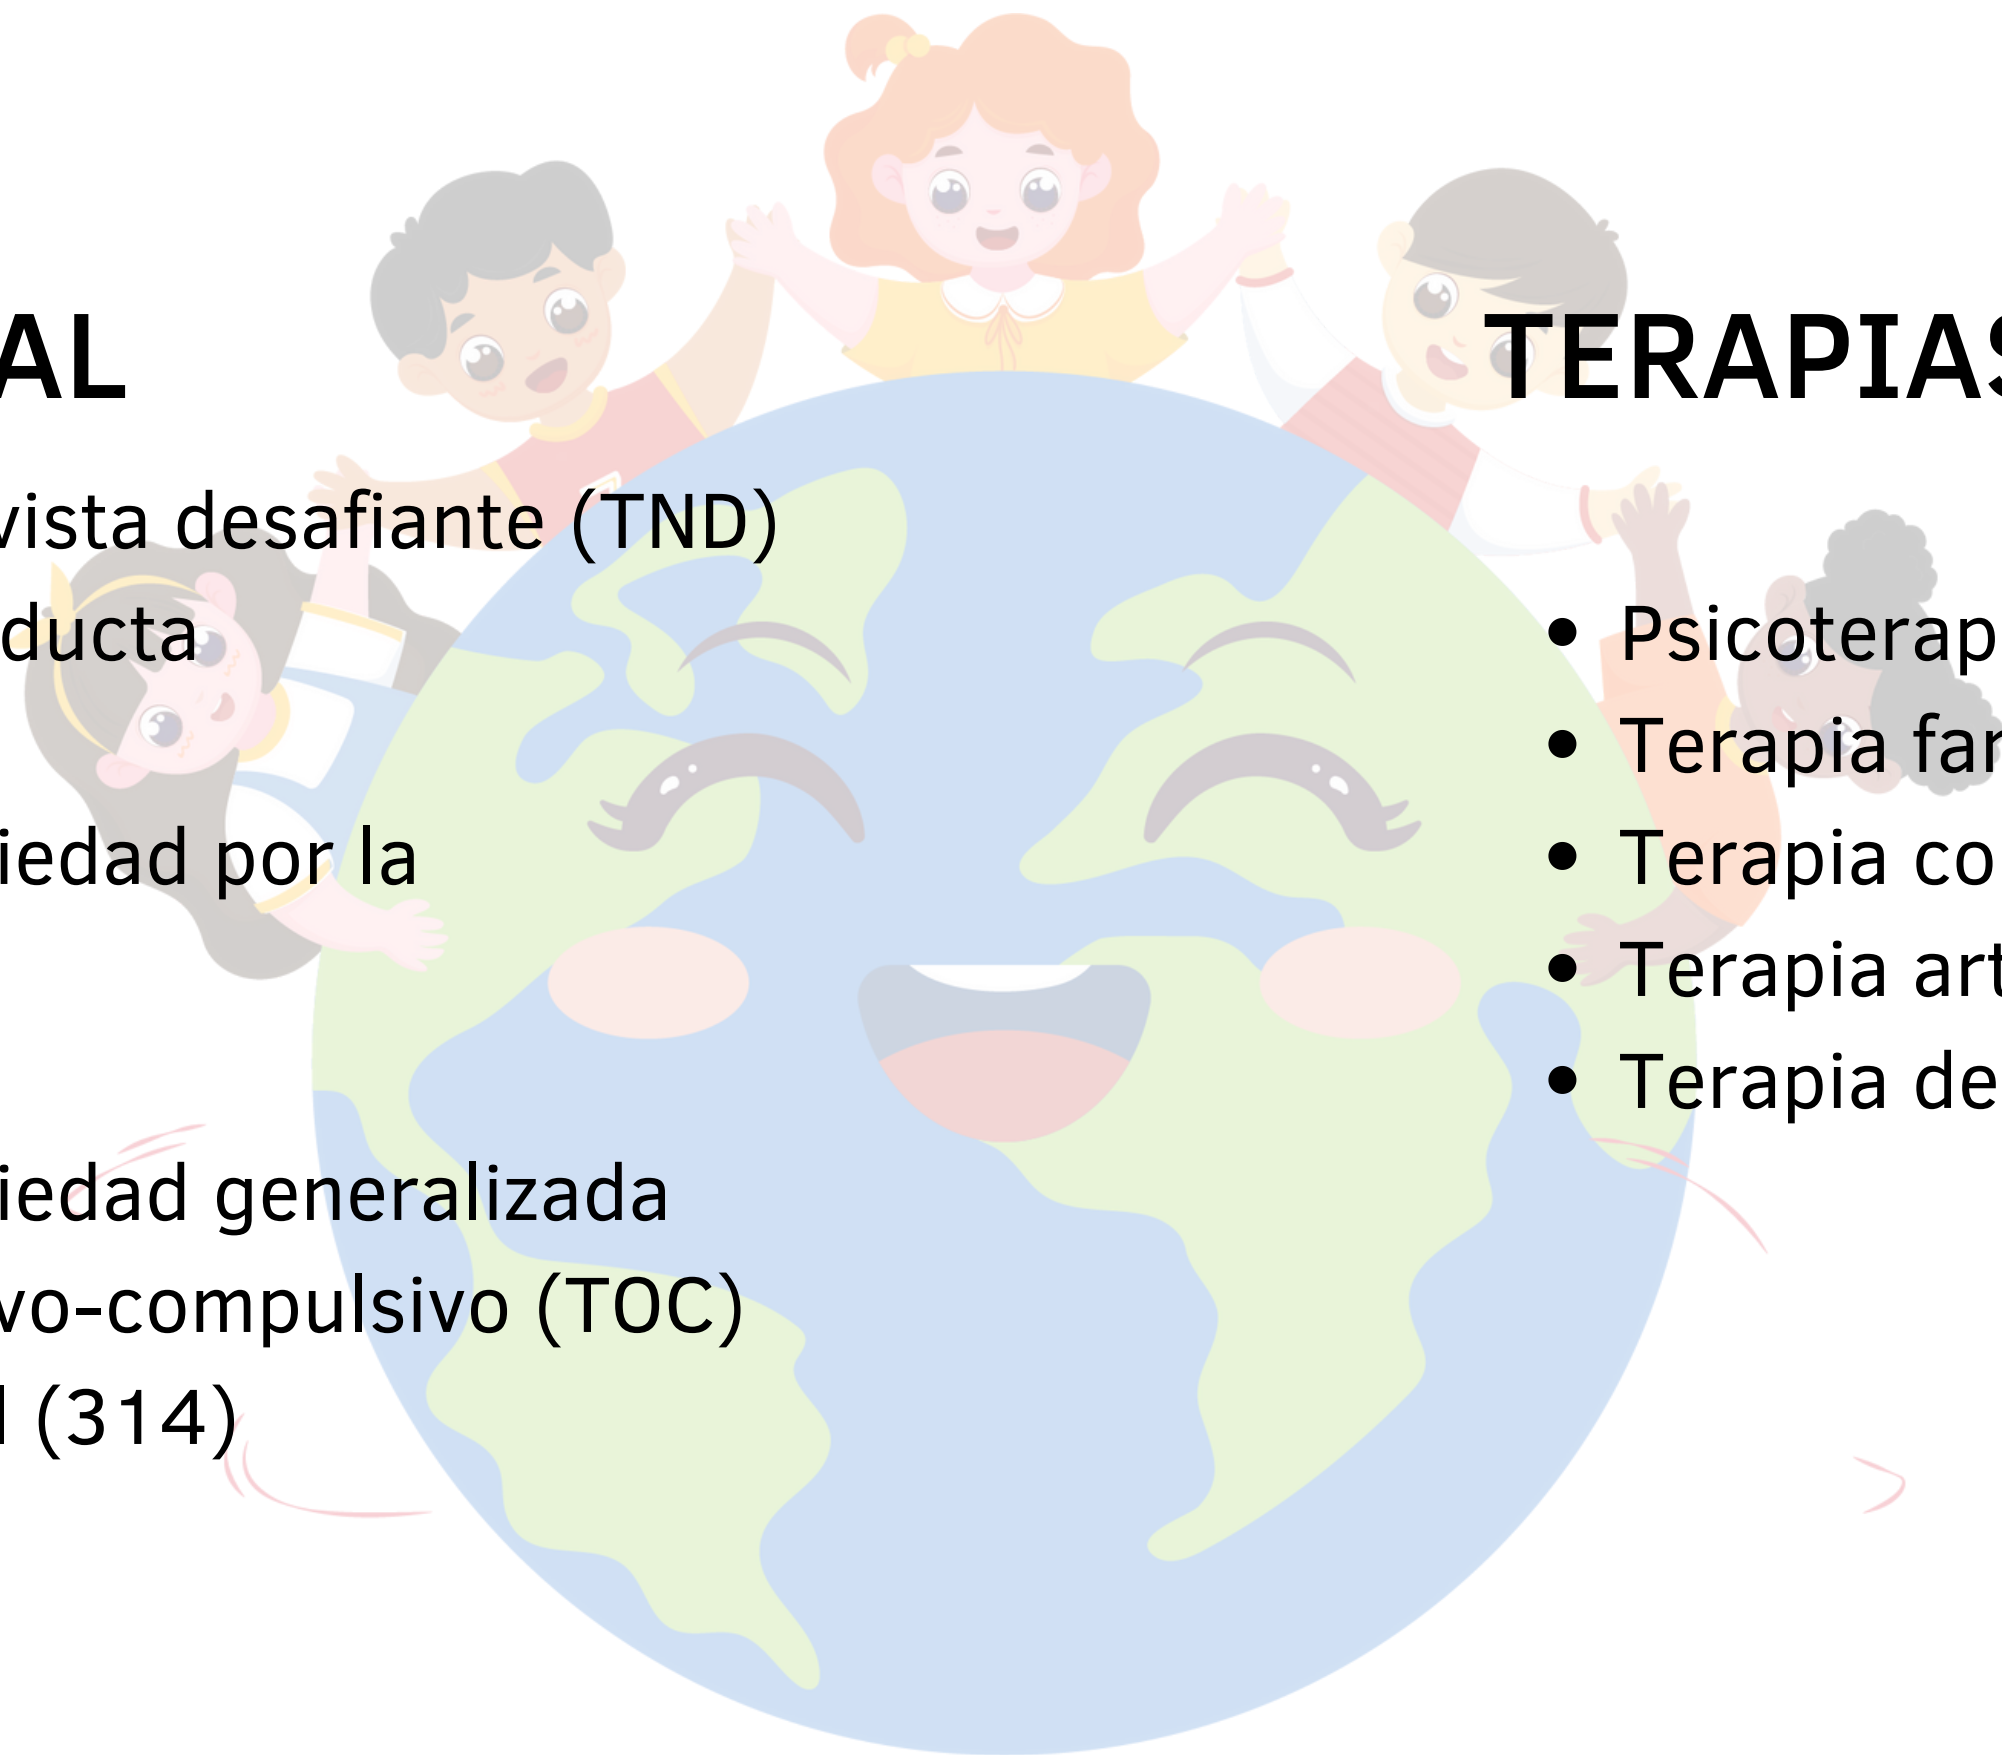 AL
vista desafiante (TND)
ducta
iedad por la
iedad generalizada
vo-compulsivo (TOC)
(314)
TERAPIAS
• Psicoterap
• Terapia
• Terapia co
• Terapia art
• Terapia de